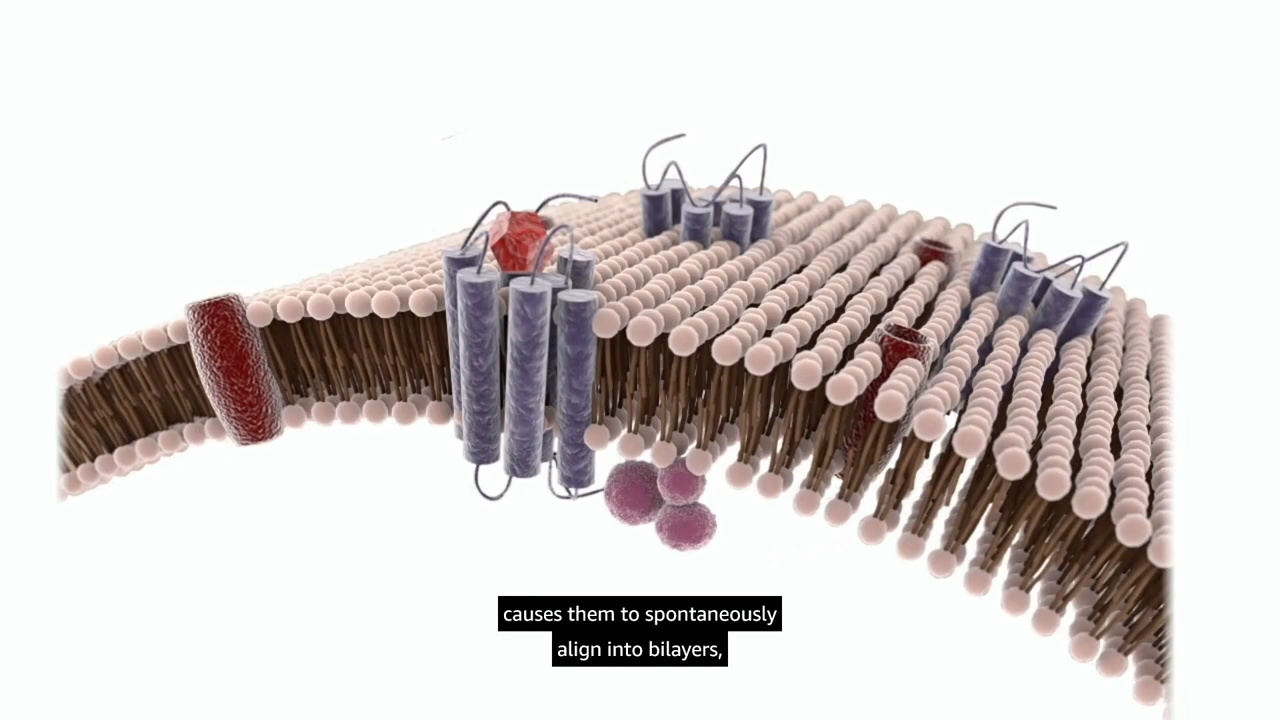 causes them to spontaneously
align into bilayers,